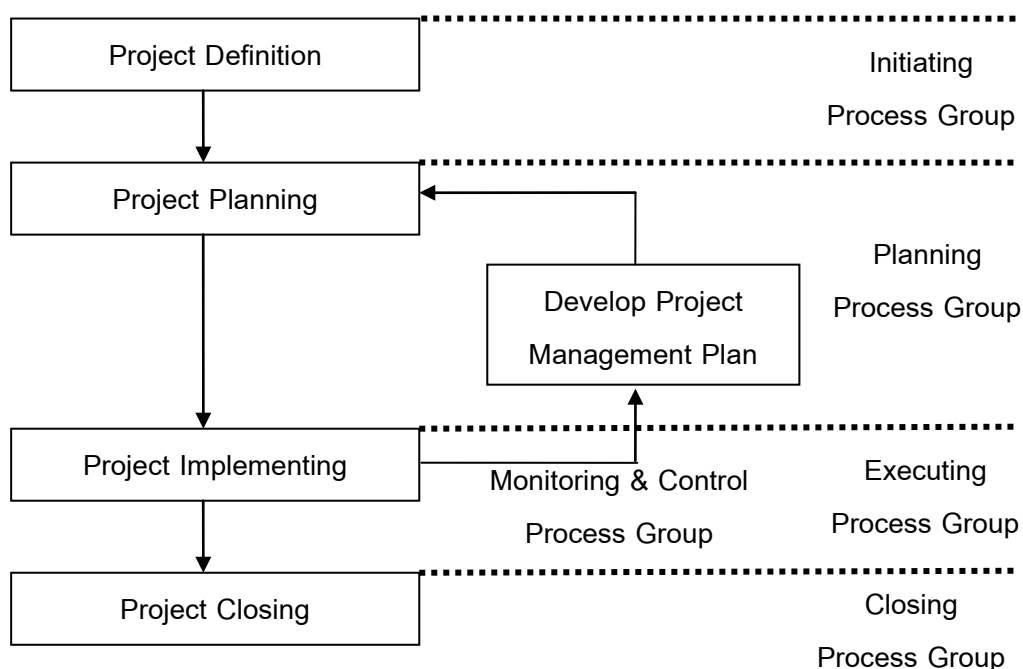 Project Definition
Initiating
Process Group
Project Planning
Planning
Process Group
Develop Project
Management Plan
Project Implementing
Monitoring & Control
Process Group
Executing
Process Group
Project Closing
Closing
Process Group